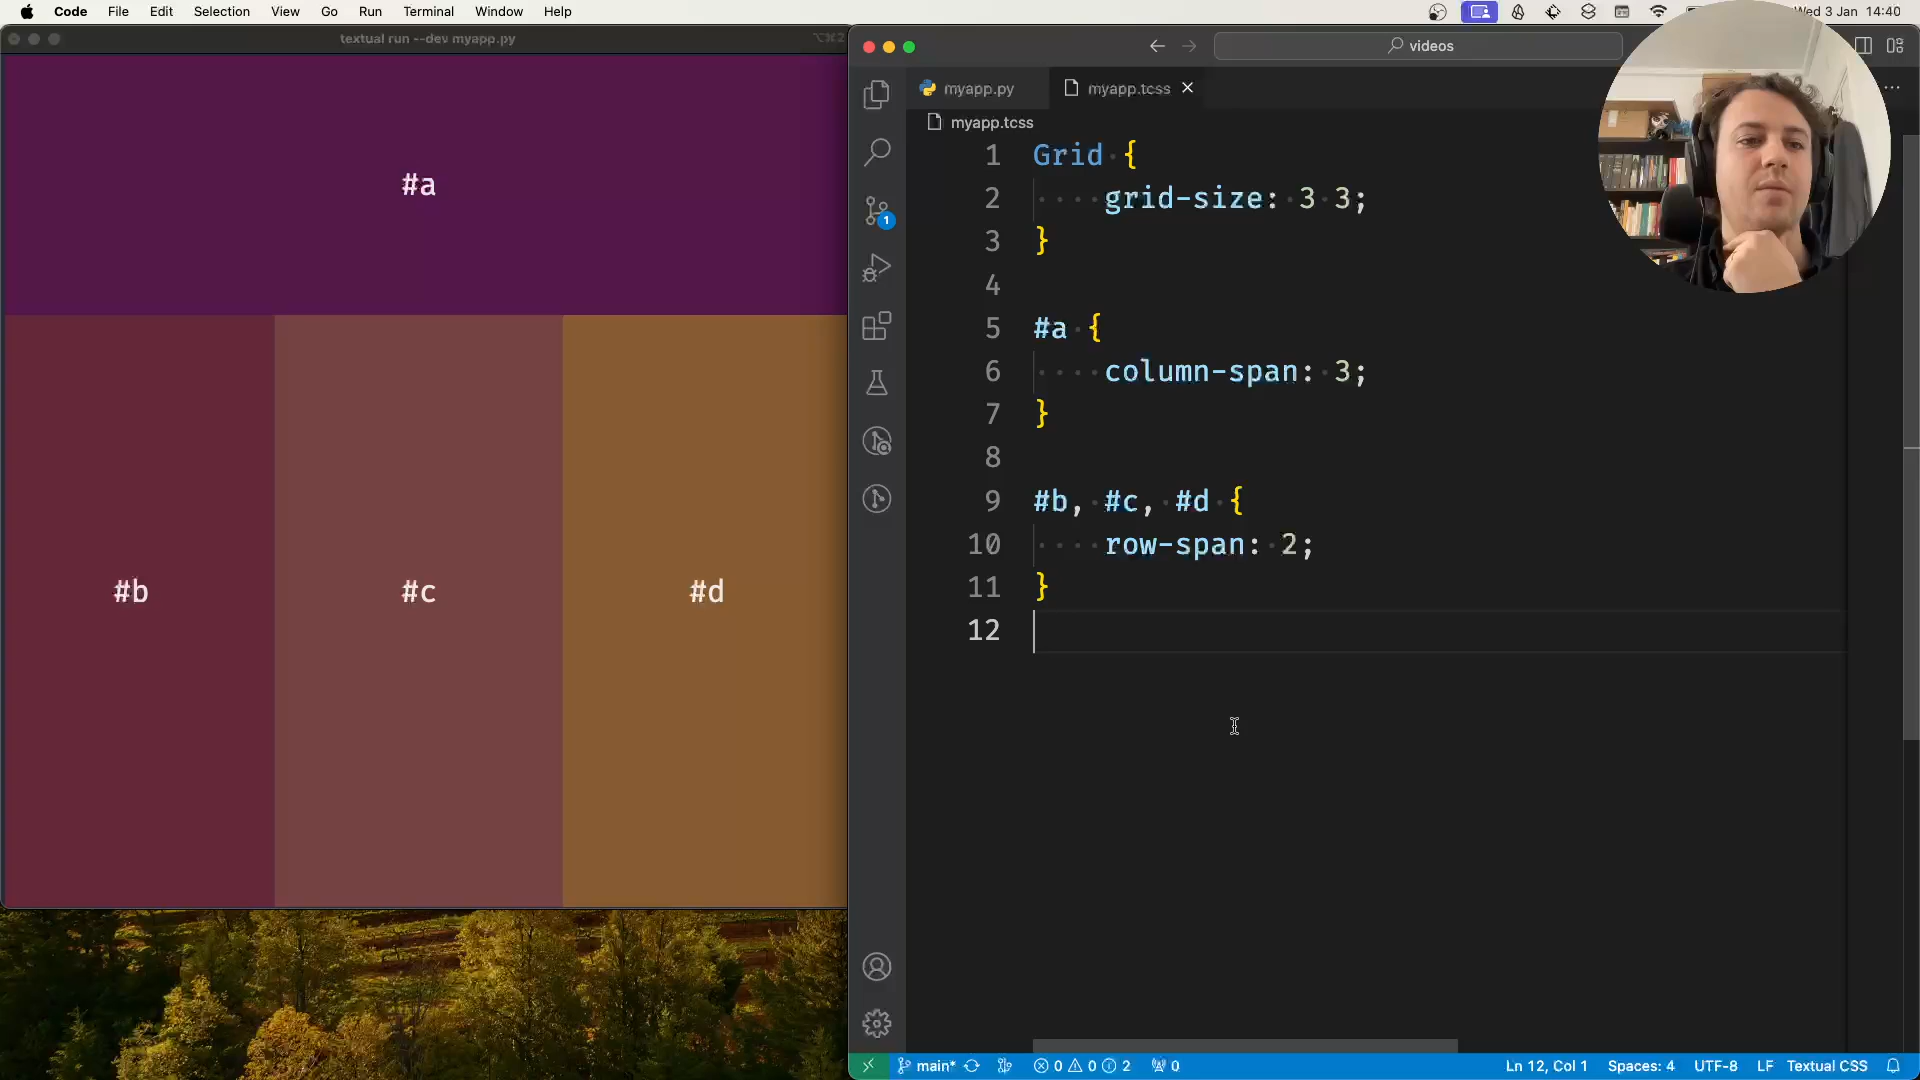 Code File Edit Selection View Go Run Terminal Window Help
Wed 3 Jan 14:40
textual run --dev myapp.py
#a
#b #c #d
videos
myapp.py myapp.tcss
myapp.tcss
1 Grid {
2 grid-size: 3 3;
3 }
4
5 #a {
6 column-span: 3;
7 }
8
9 #b, #c, #d {
10 row-span: 2;
11 }
12
1
main* 0 0 2 0 Ln 12, Col 1 Spaces: 4 UTF-8 LF Textual CSS